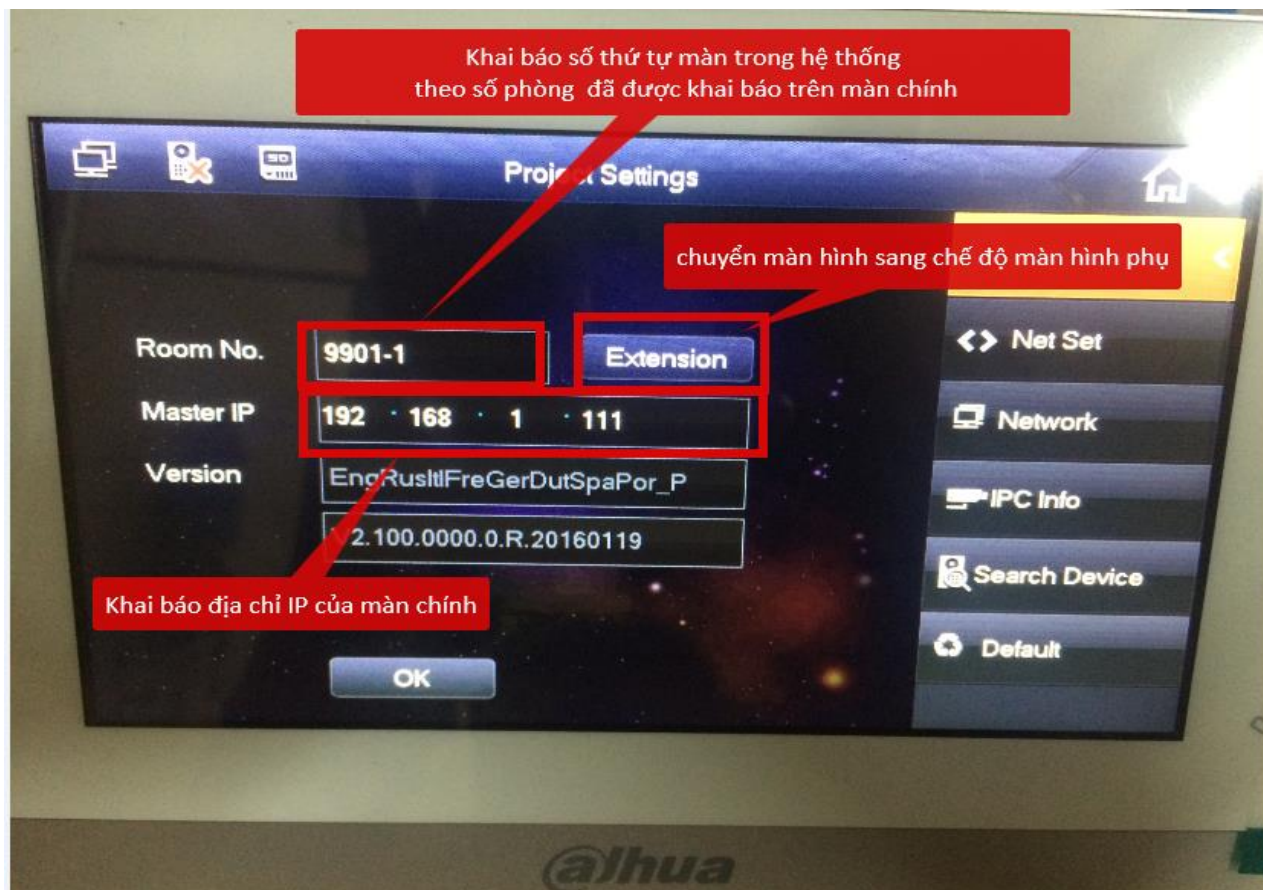 Khai báo số thứ tự màn trong hệ thống
theo số phòng đã được khai báo trên màn chính
Project Settings
chuyển màn hình sang chế độ màn hình phụ
Room No.
9901-1
Extension
Net Set
Master IP
192 · 168 · 1 · 111
Network
Version
EngRusItlFreGerDutSpaPor_P
IPC Info
2.100.0000.0.R.20160119
Search Device
Khai báo địa chỉ IP của màn chính
Default
OK
alhua